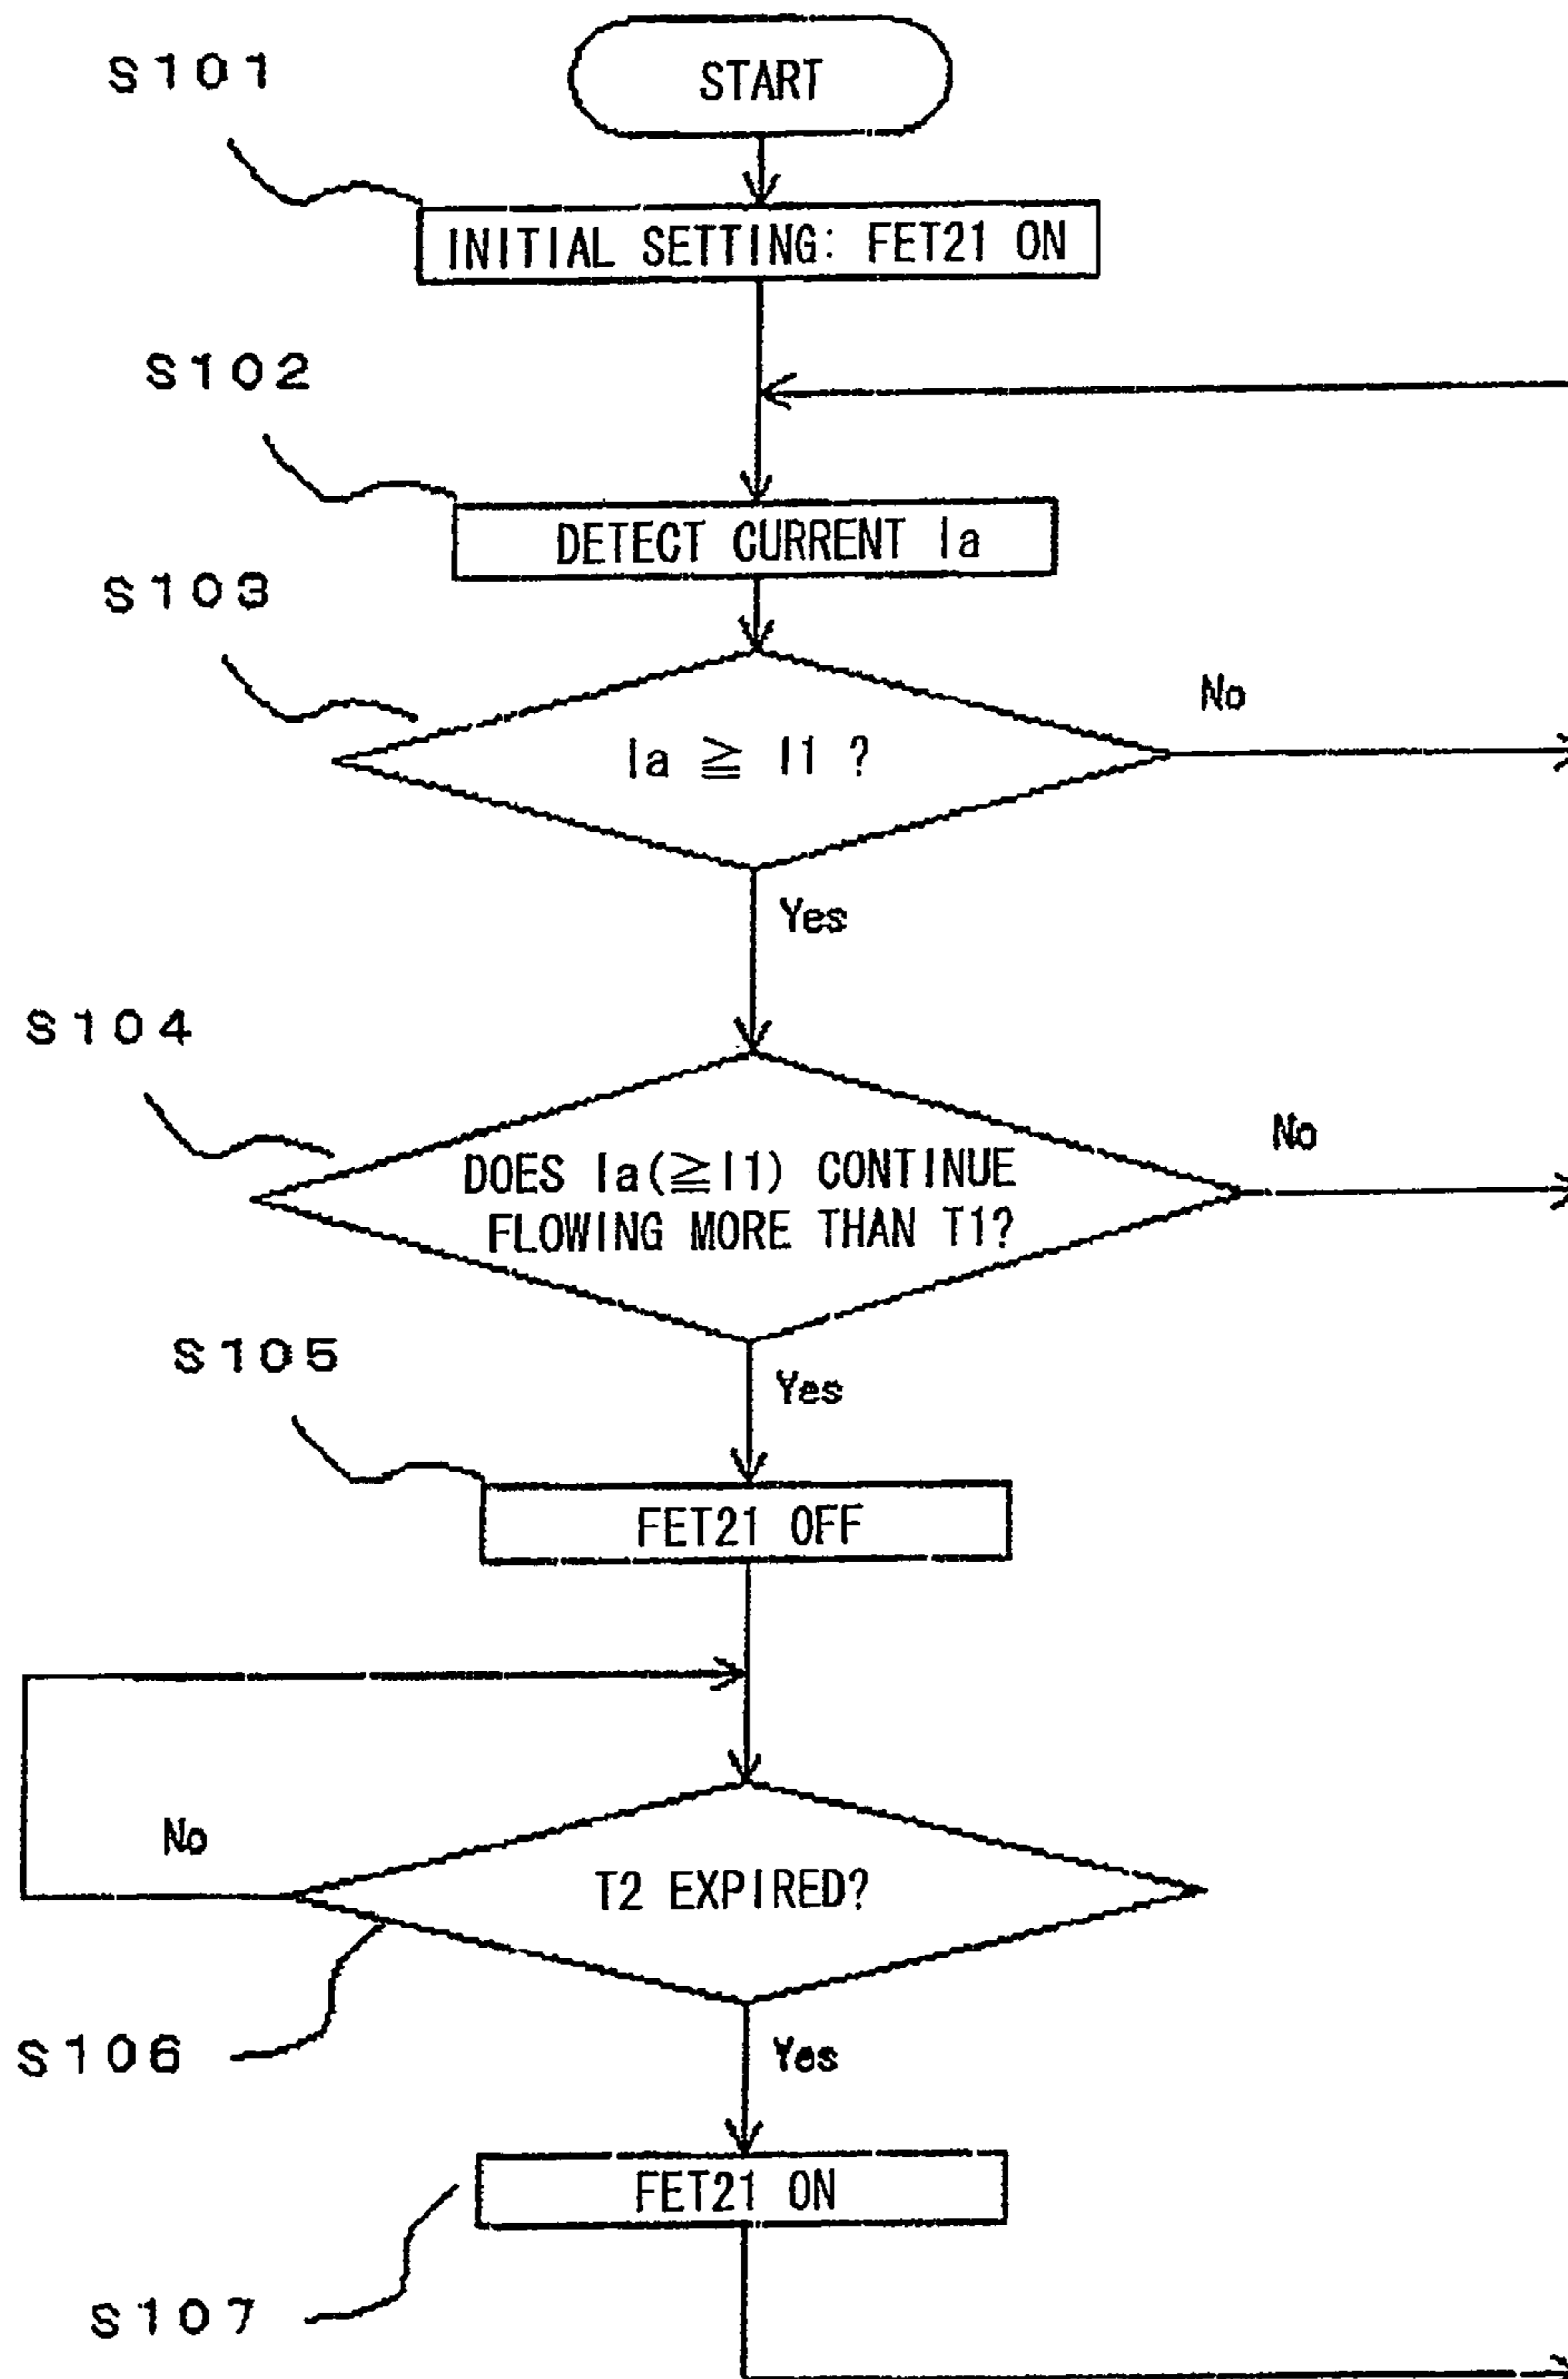 S101
START
INITIAL SETTING: FET21 ON
S102
DETECT CURRENT Ia
S103
Ia ≧ I1 ?
No
Yes
S104
DOES Ia(≧I1) CONTINUE
FLOWING MORE THAN T1?
No
Yes
S105
FET21 OFF
No
T2 EXPIRED?
S106
Yes
FET21 ON
S107